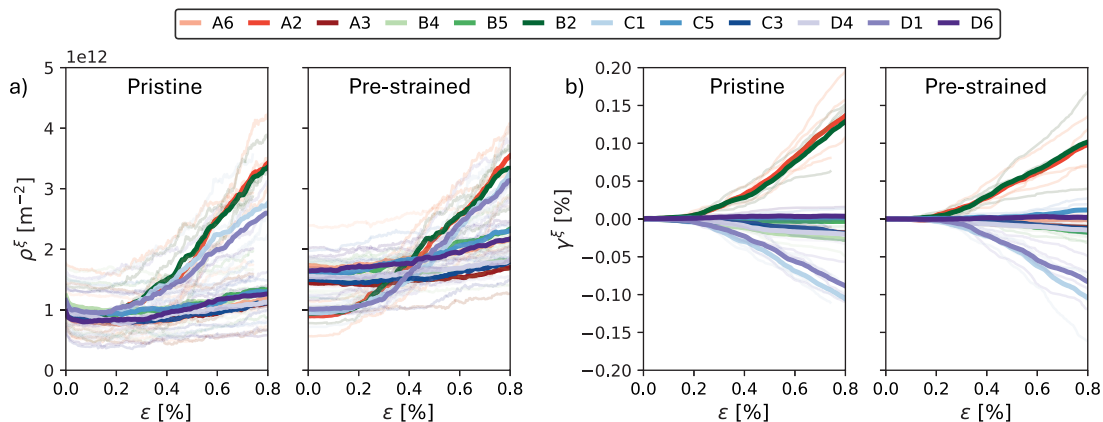 A6 A2 A3 B4 B5 B2 C1 C5 C3 D4 D1 D6
a)
1e12
Pristine
Pre-strained
5
4
3
2
1
0
ρ^ξ [m⁻²]
0.0 0.2 0.4 0.6 0.8
0.0 0.2 0.4 0.6 0.8
ε [%]
ε [%]
b)
Pristine
Pre-strained
0.20
0.15
0.10
0.05
0.00
−0.05
−0.10
−0.15
−0.20
γ^ξ [%]
0.0 0.2 0.4 0.6 0.8
0.0 0.2 0.4 0.6 0.8
ε [%]
ε [%]